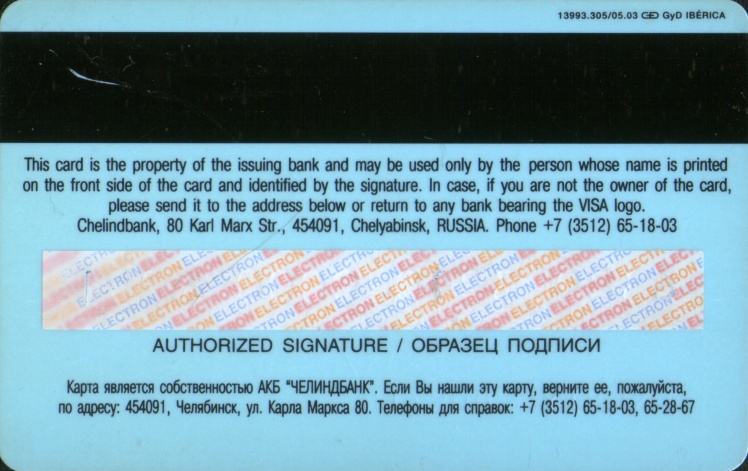 13993.305/05.03 GD GyD IBÉRICA
This card is the property of the issuing bank and may be used only by the person whose name is printed
on the front side of the card and identified by the signature. In case, if you are not the owner of the card,
please send it to the address below or return to any bank bearing the VISA logo.
Chelindbank, 80 Karl Marx Str., 454091, Chelyabinsk, RUSSIA. Phone +7 (3512) 65-18-03
ELECTRON ELECTRON ELECTRON ELECTRON ELECTRON ELECTRON
AUTHORIZED SIGNATURE / ОБРАЗЕЦ ПОДПИСИ
Карта является собственностью АКБ "ЧЕЛИНДБАНК". Если Вы нашли эту карту, верните ее, пожалуйста,
по адресу: 454091, Челябинск, ул. Карла Маркса 80. Телефоны для справок: +7 (3512) 65-18-03, 65-28-67